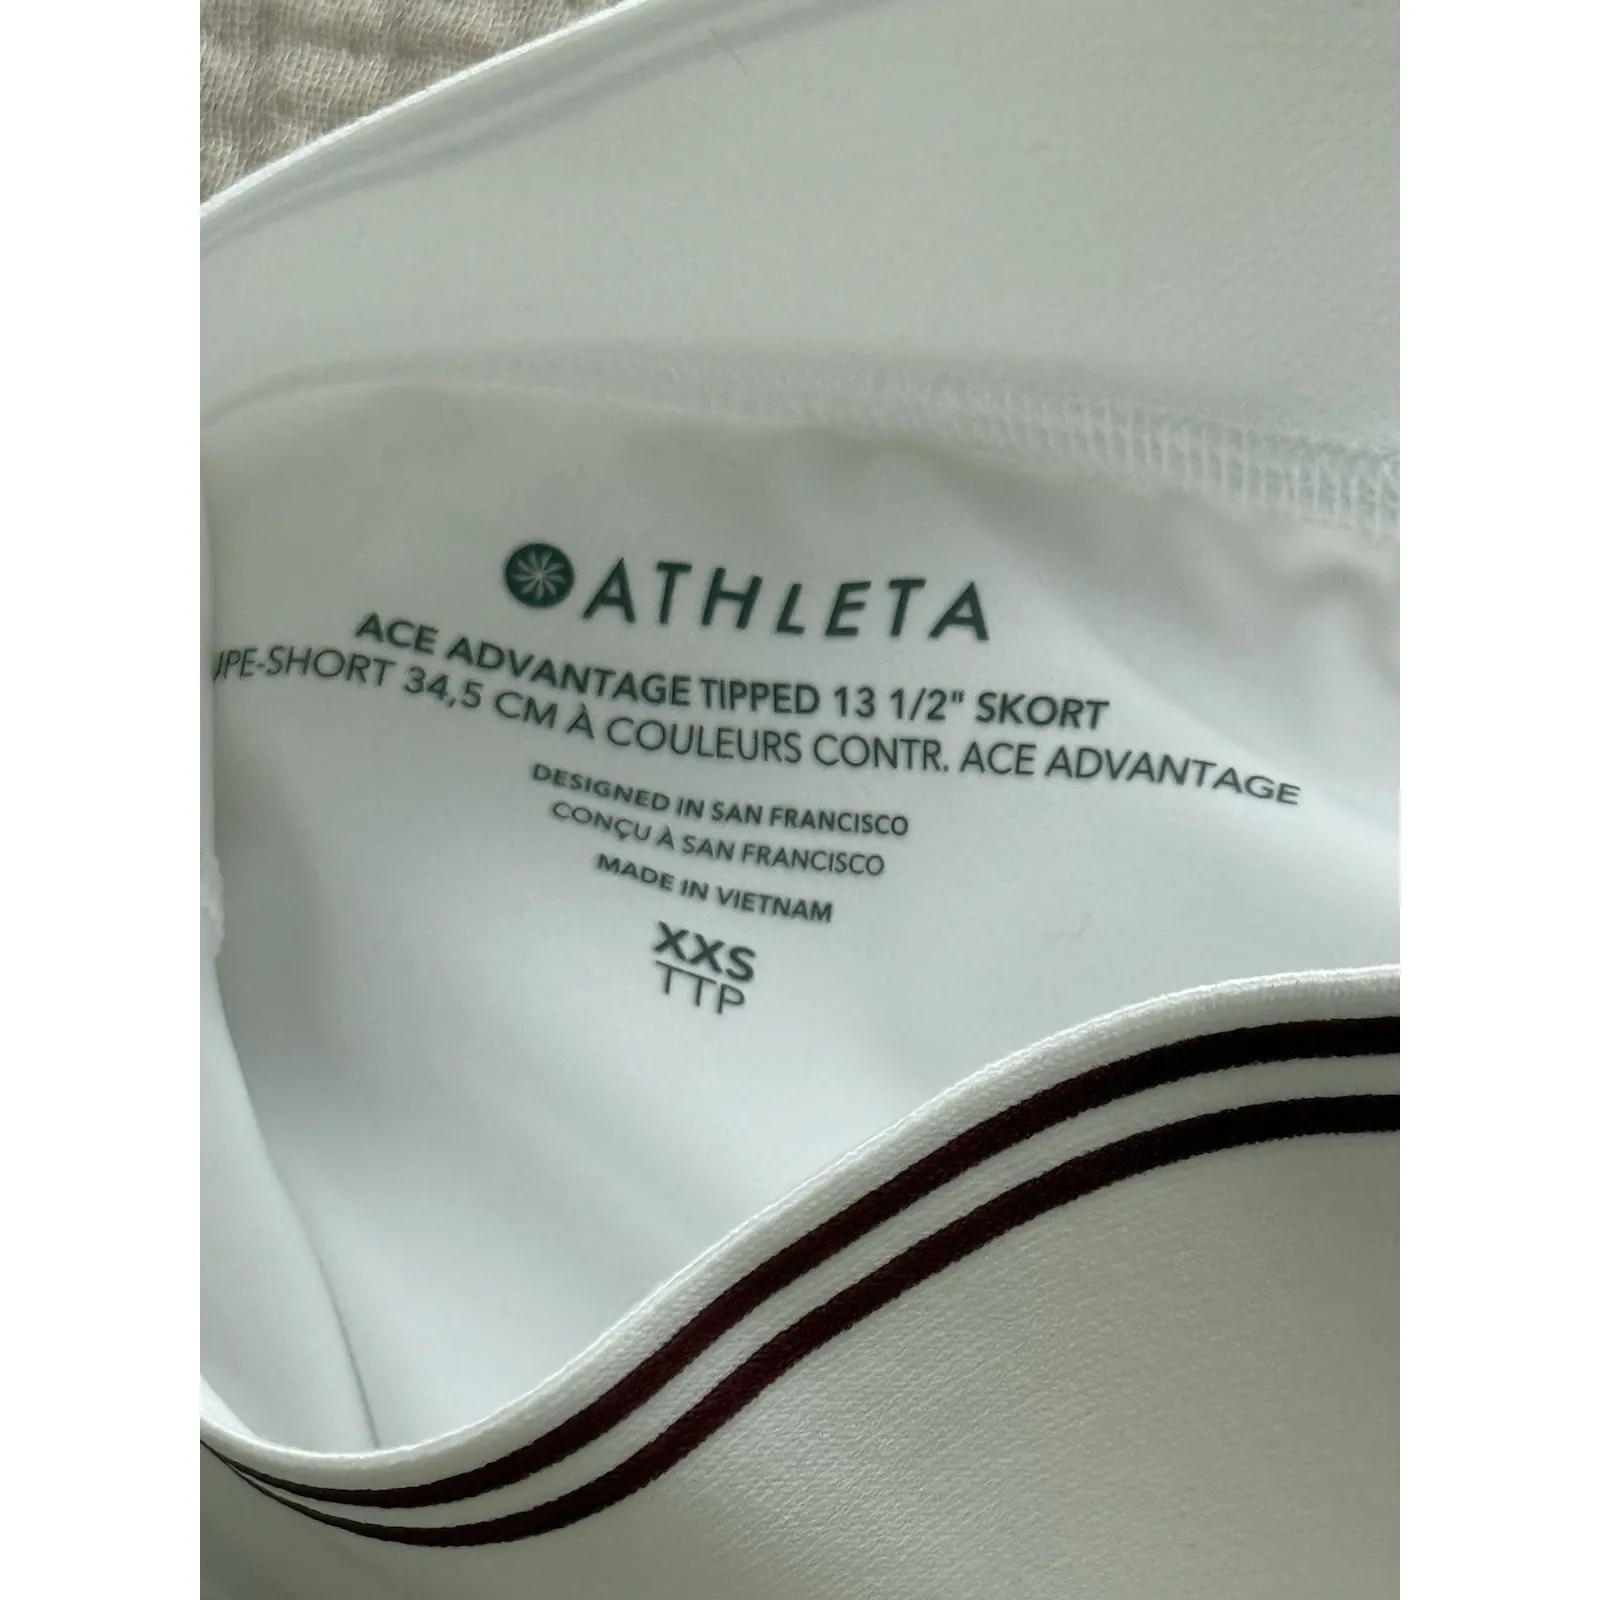 ATHLETA
ACE ADVANTAGE TIPPED 13 1/2" SKORT
UPE-SHORT 34,5 CM À COULEURS CONTR. ACE ADVANTAGE
DESIGNED IN SAN FRANCISCO
CONÇU À SAN FRANCISCO
MADE IN VIETNAM
XXS
TTP